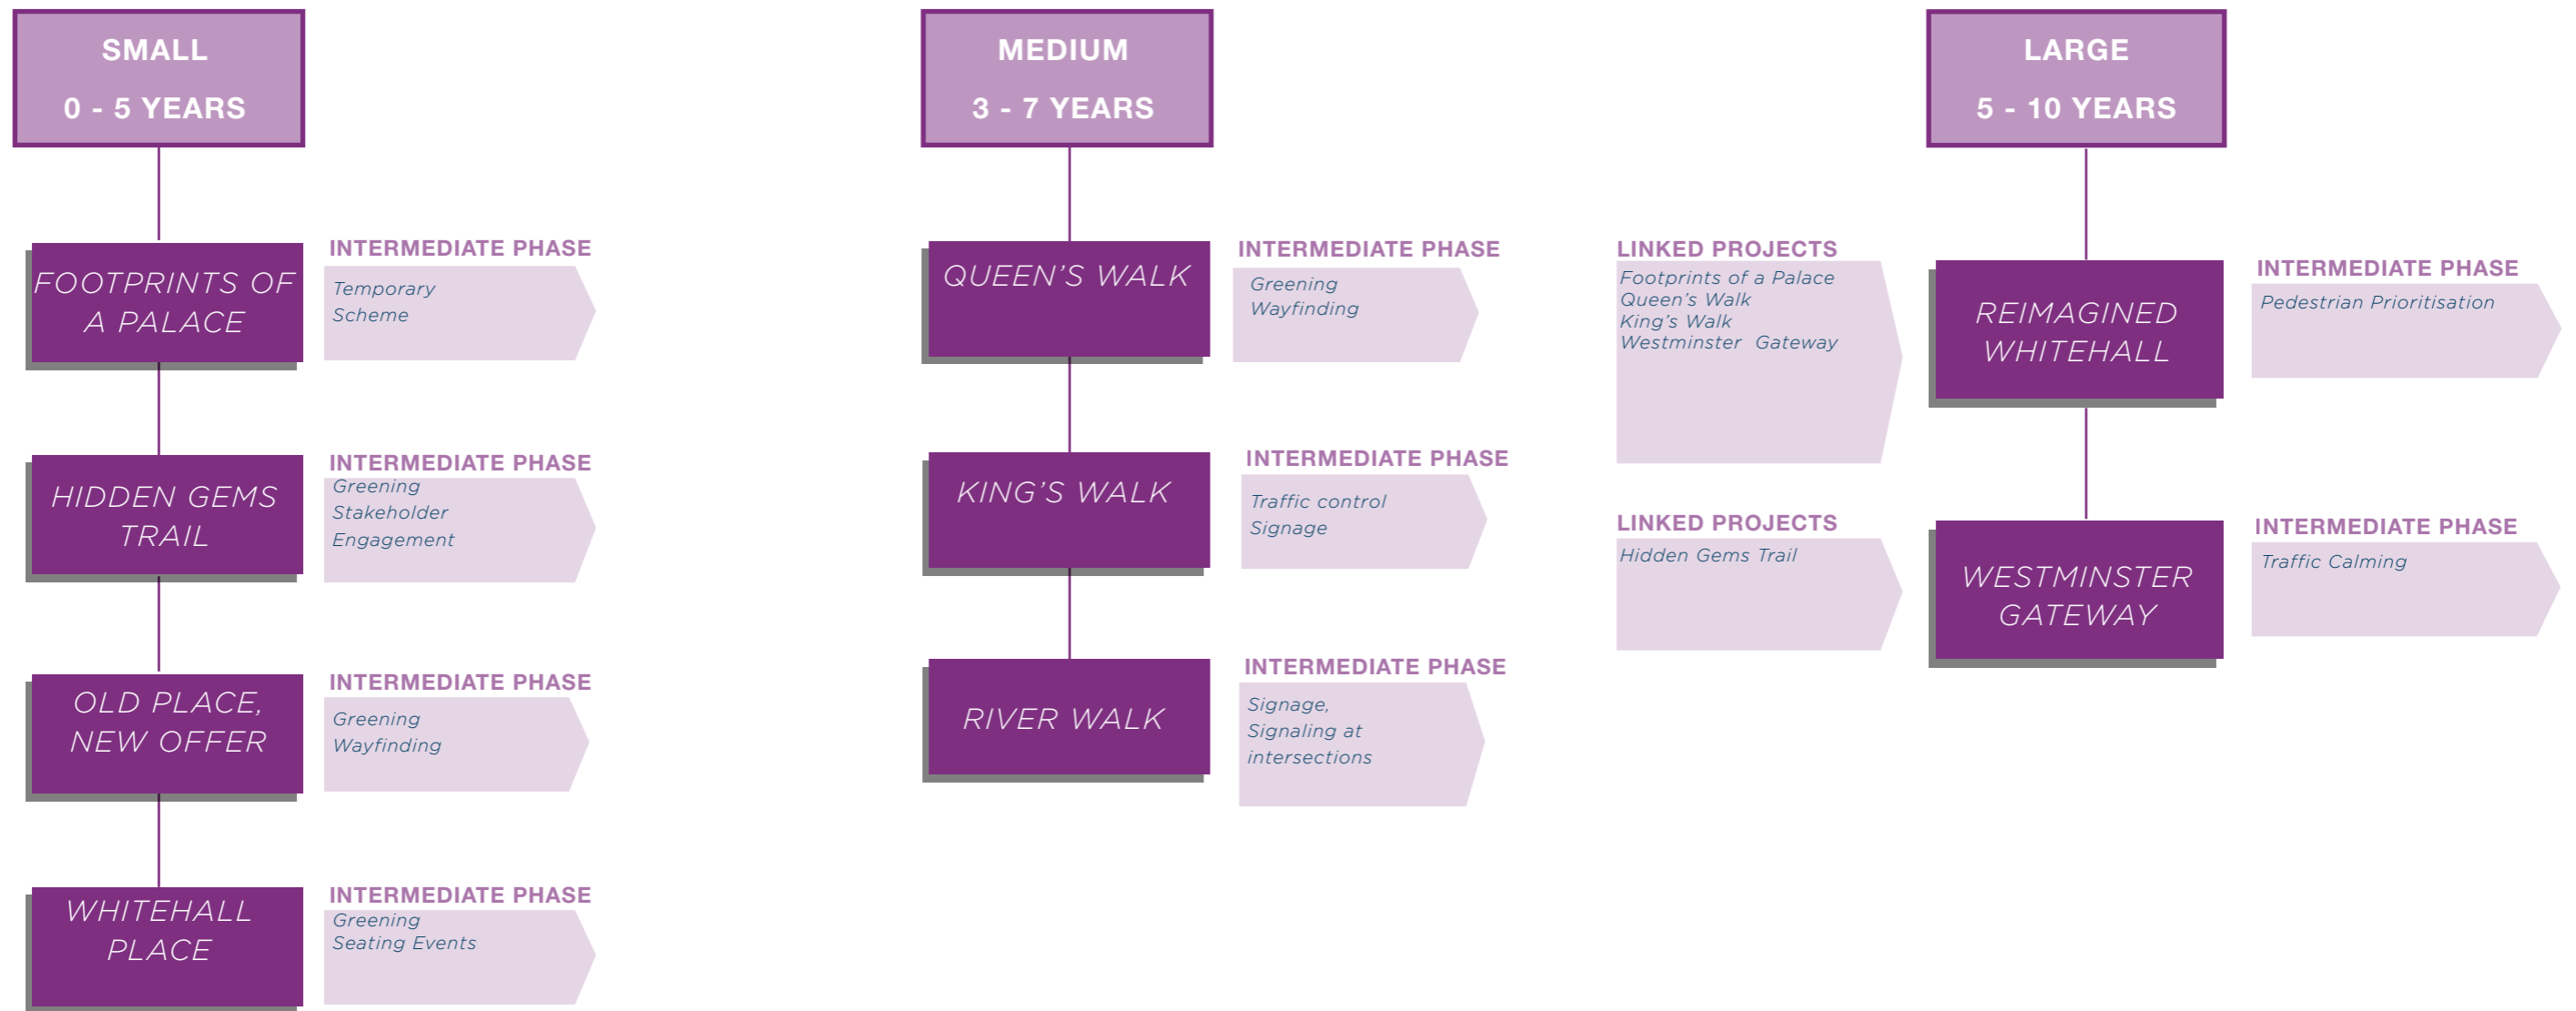 SMALL
0 - 5 YEARS
FOOTPRINTS OF
A PALACE
INTERMEDIATE PHASE
Temporary
Scheme
HIDDEN GEMS
TRAIL
INTERMEDIATE PHASE
Greening
Stakeholder
Engagement
OLD PLACE,
NEW OFFER
INTERMEDIATE PHASE
Greening
Wayfinding
WHITEHALL
PLACE
INTERMEDIATE PHASE
Greening
Seating Events
MEDIUM
3 - 7 YEARS
QUEEN’S WALK
INTERMEDIATE PHASE
Greening
Wayfinding
KING’S WALK
INTERMEDIATE PHASE
Traffic control
Signage
RIVER WALK
INTERMEDIATE PHASE
Signage,
Signaling at
intersections
LARGE
5 - 10 YEARS
LINKED PROJECTS
Footprints of a Palace
Queen’s Walk
King’s Walk
Westminster Gateway
REIMAGINED
WHITEHALL
INTERMEDIATE PHASE
Pedestrian Prioritisation
LINKED PROJECTS
Hidden Gems Trail
WESTMINSTER
GATEWAY
INTERMEDIATE PHASE
Traffic Calming